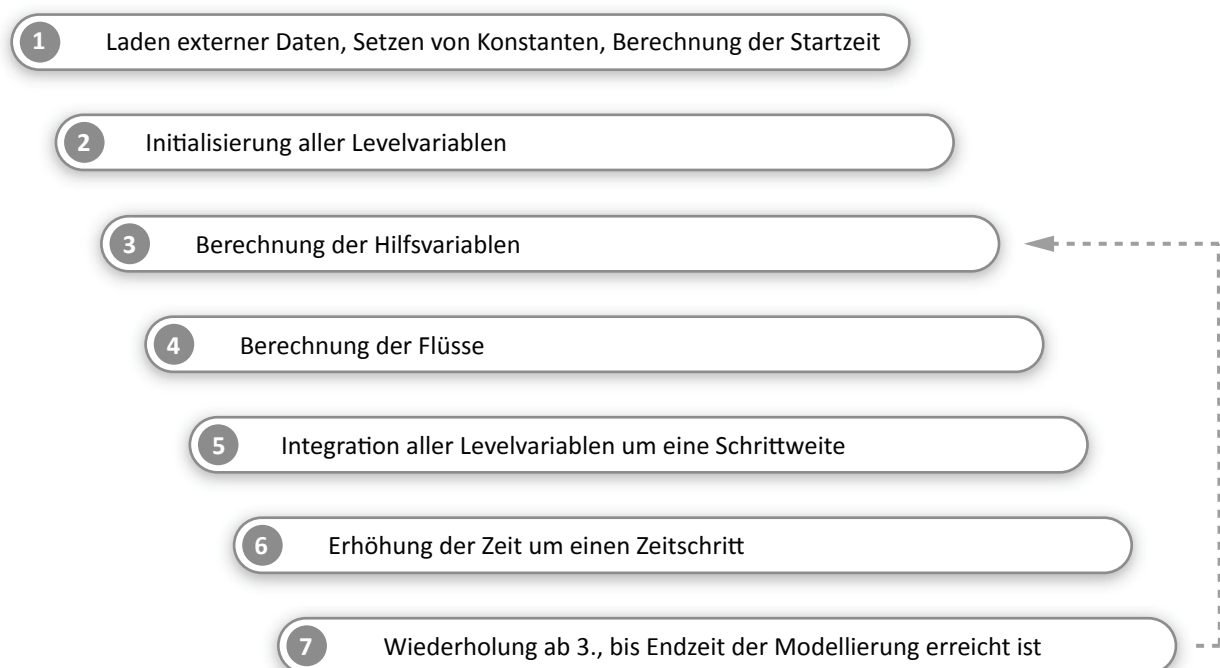 1 Laden externer Daten, Setzen von Konstanten, Berechnung der Startzeit
2 Initialisierung aller Levelvariablen
3 Berechnung der Hilfsvariablen
4 Berechnung der Flüsse
5 Integration aller Levelvariablen um eine Schrittweite
6 Erhöhung der Zeit um einen Zeitschritt
7 Wiederholung ab 3., bis Endzeit der Modellierung erreicht ist